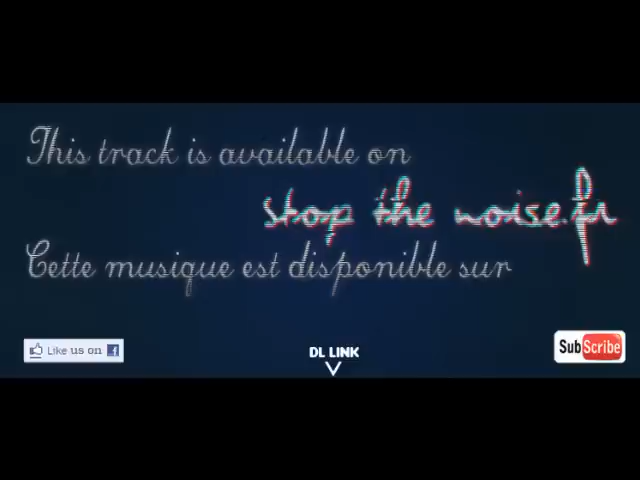 This track is available on
stop the noise.fr
Cette musique est disponible sur
Like us on
DL LINK
SubScribe